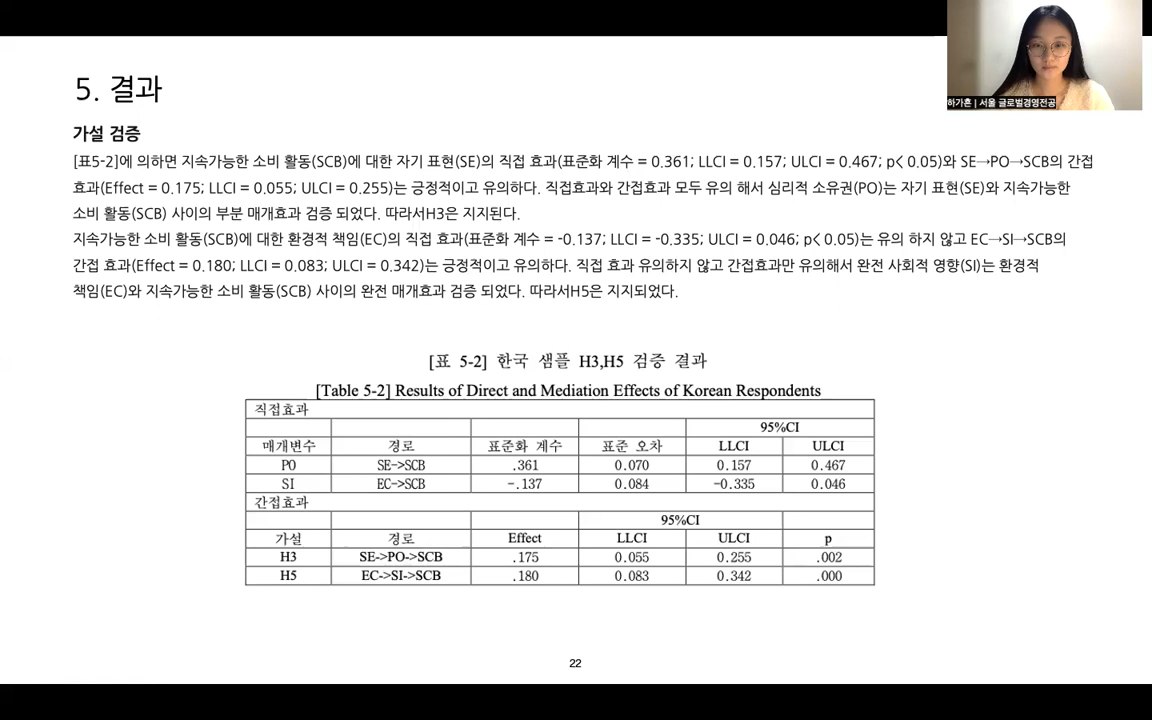 5. 결과
하가흔 | 서울 글로벌경영전공
가설 검증
[표5-2]에 의하면 지속가능한 소비 활동(SCB)에 대한 자기 표현(SE)의 직접 효과(표준화 계수 = 0.361; LLCI = 0.157; ULCI = 0.467; p< 0.05)와 SE→PO→SCB의 간접
효과(Effect = 0.175; LLCI = 0.055; ULCI = 0.255)는 긍정적이고 유의하다. 직접효과와 간접효과 모두 유의 해서 심리적 소유권(PO)는 자기 표현(SE)와 지속가능한
소비 활동(SCB) 사이의 부분 매개효과 검증 되었다. 따라서H3은 지지된다.
지속가능한 소비 활동(SCB)에 대한 환경적 책임(EC)의 직접 효과(표준화 계수 = -0.137; LLCI = -0.335; ULCI = 0.046; p< 0.05)는 유의 하지 않고 EC→SI→SCB의
간접 효과(Effect = 0.180; LLCI = 0.083; ULCI = 0.342)는 긍정적이고 유의하다. 직접 효과 유의하지 않고 간접효과만 유의해서 완전 사회적 영향(SI)는 환경적
책임(EC)와 지속가능한 소비 활동(SCB) 사이의 완전 매개효과 검증 되었다. 따라서H5은 지지되었다.
[표 5-2] 한국 샘플 H3,H5 검증 결과
[Table 5-2] Results of Direct and Mediation Effects of Korean Respondents
직접효과
95%CI
매개변수 경로 표준화 계수 표준 오차 LLCI ULCI
PO SE->SCB .361 0.070 0.157 0.467
SI EC->SCB -.137 0.084 -0.335 0.046
간접효과
95%CI
가설 경로 Effect LLCI ULCI p
H3 SE->PO->SCB .175 0.055 0.255 .002
H5 EC->SI->SCB .180 0.083 0.342 .000
22